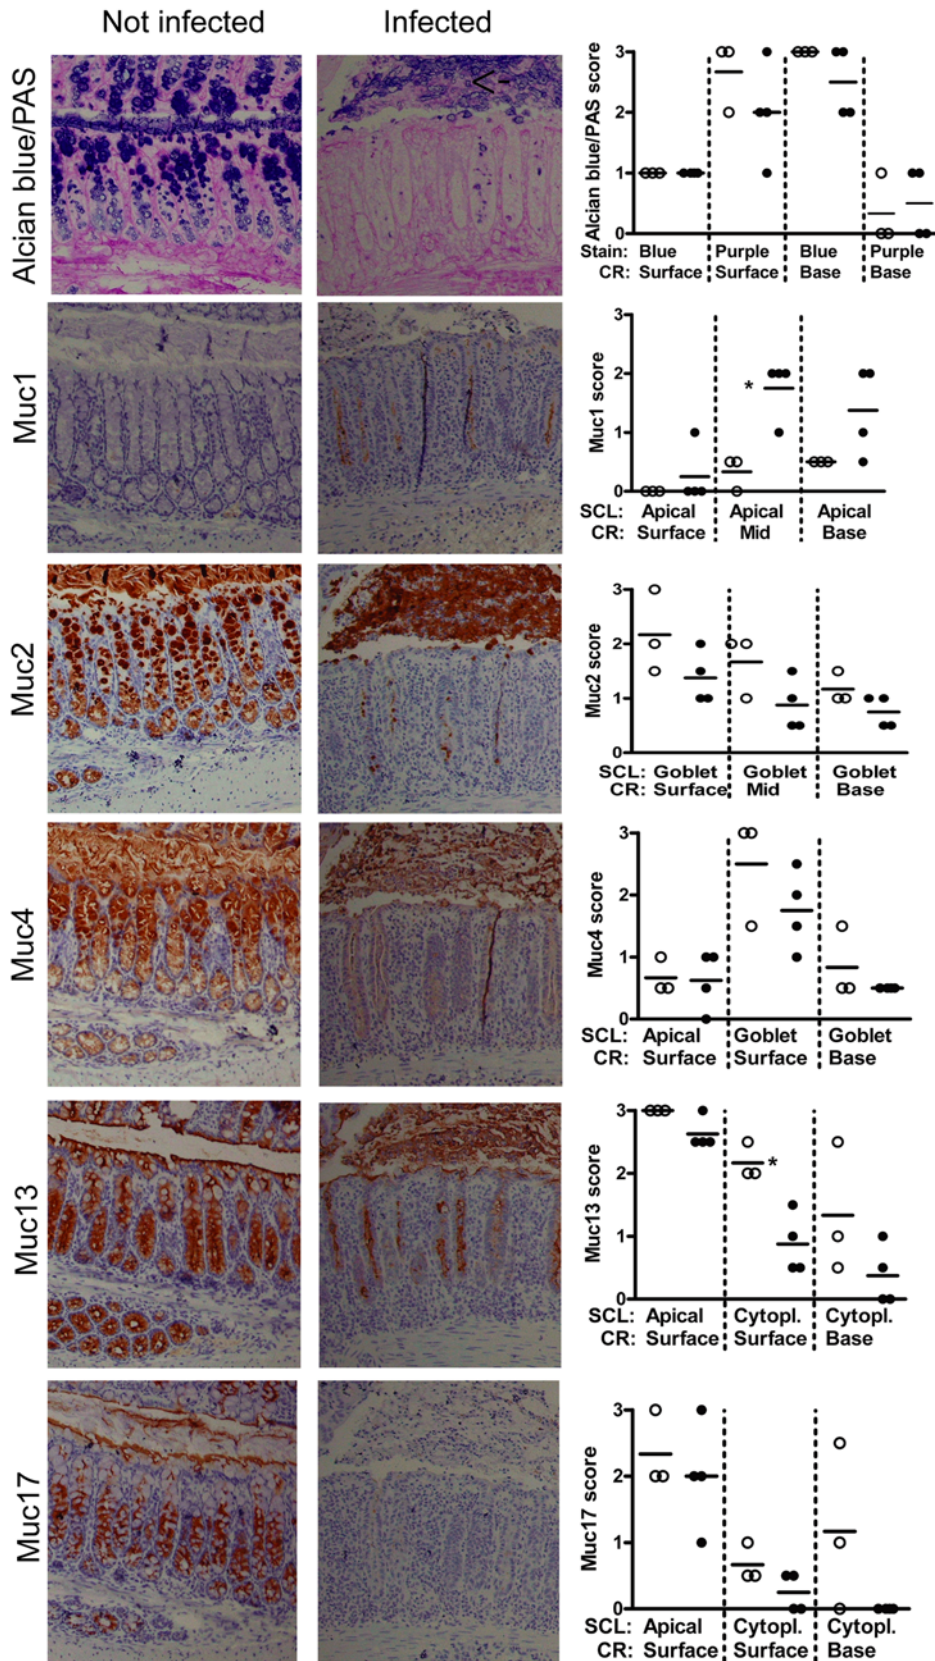 Not infected
Infected
Alcian blue/PAS
Alcian blue/PAS score
3
2
1
0
Stain: Blue Purple Blue Purple
CR: Surface Surface Base Base
<-
Muc1
Muc1 score
3
2
1
0
*
SCL: Apical Apical Apical
CR: Surface Mid Base
Muc2
Muc2 score
3
2
1
0
SCL: Goblet Goblet Goblet
CR: Surface Mid Base
Muc4
Muc4 score
3
2
1
0
SCL: Apical Goblet Goblet
CR: Surface Surface Base
Muc13
Muc13 score
3
2
1
0
*
SCL: Apical Cytopl. Cytopl.
CR: Surface Surface Base
Muc17
Muc17 score
3
2
1
0
SCL: Apical Cytopl. Cytopl.
CR: Surface Surface Base